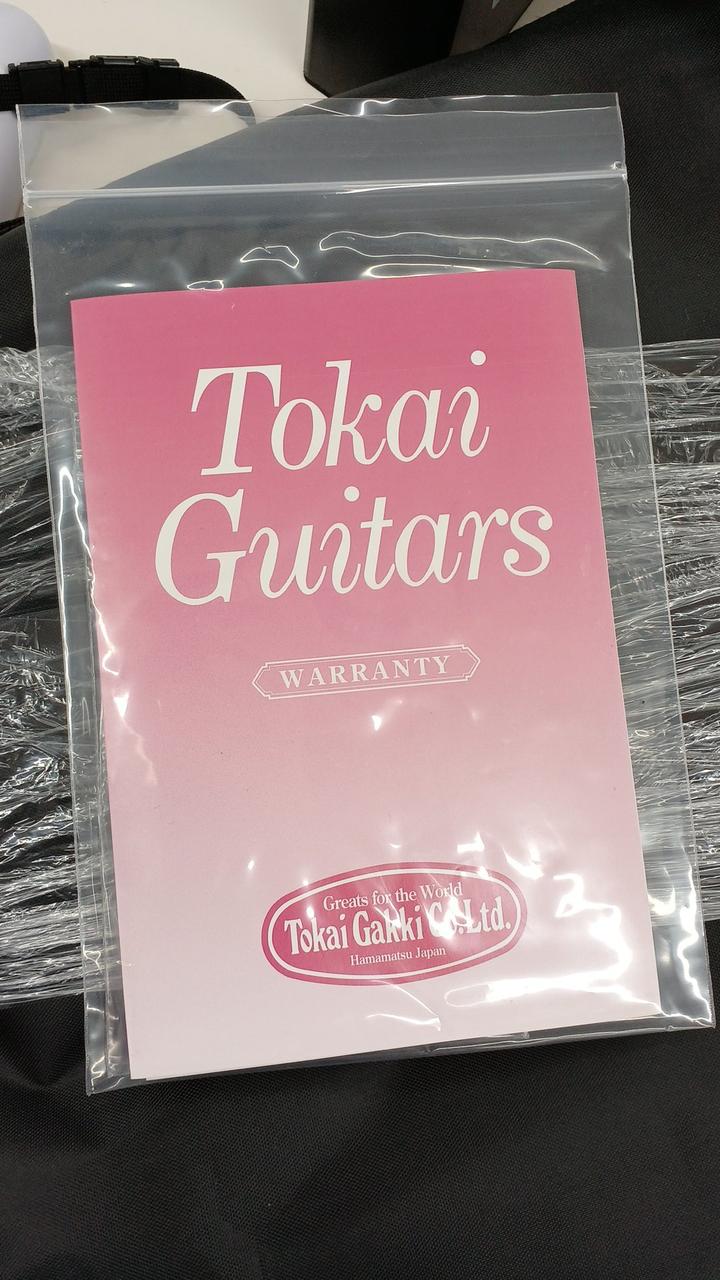 Tokai
Guitars
WARRANTY
Greats for the World
Tokai Gakki Co.Ltd.
Hamamatsu Japan